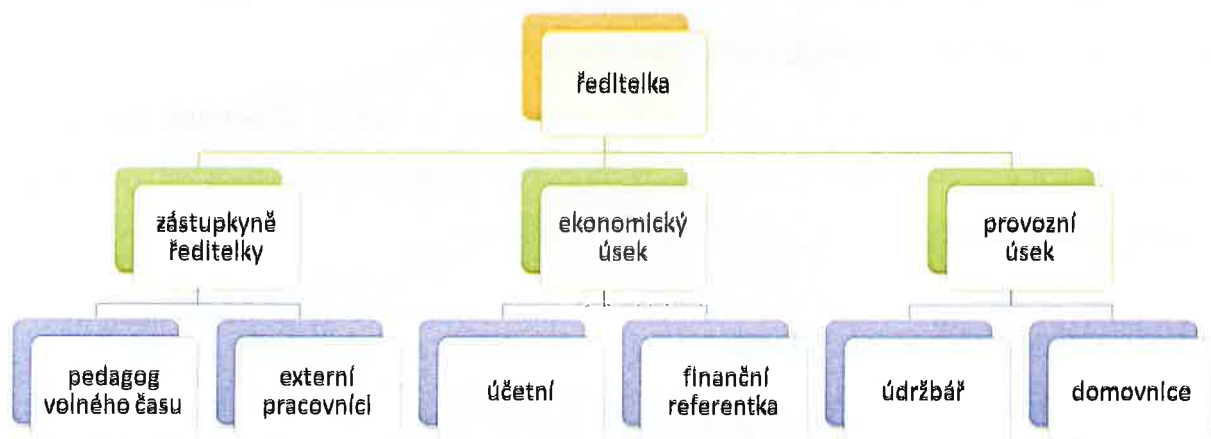 ředitelka
zástupkyně
ředitelky
ekonomický
úsek
provozní
úsek
pedagog
volného času
externí
pracovníci
účetní
finanční
referentka
údržbář
domovnice